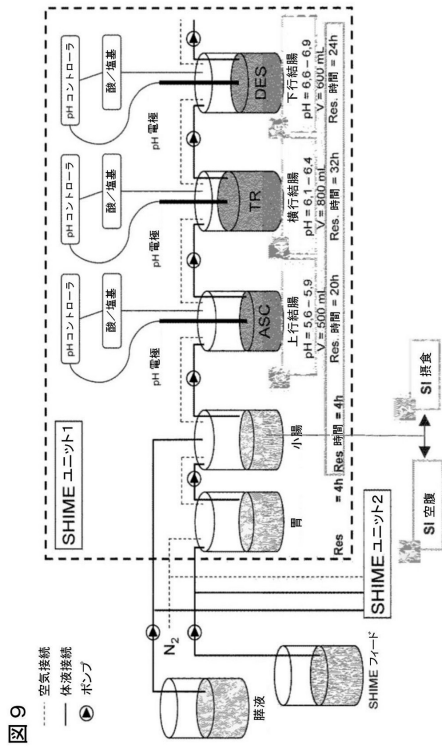 図 9
空気接続
体液接続
ポンプ
SHIME ユニット1
pH コントローラ
酸/塩基
pH 電極
pH コントローラ
酸/塩基
pH 電極
pH コントローラ
酸/塩基
pH 電極
N₂
膵液
SHIME フィード
胃
小腸
ASC
TR
DES
上行結腸
pH = 5,6–5,9
V = 500 mL
Res. 時間 = 20h
横行結腸
pH = 6,1–6,4
V = 800 mL
Res. 時間 = 32h
下行結腸
pH = 6,6–6,9
V = 600 mL
Res. 時間 = 24h
Res = 4h
Res 時間 = 4h
SHIME ユニット2
SI 空腹
SI 摂食